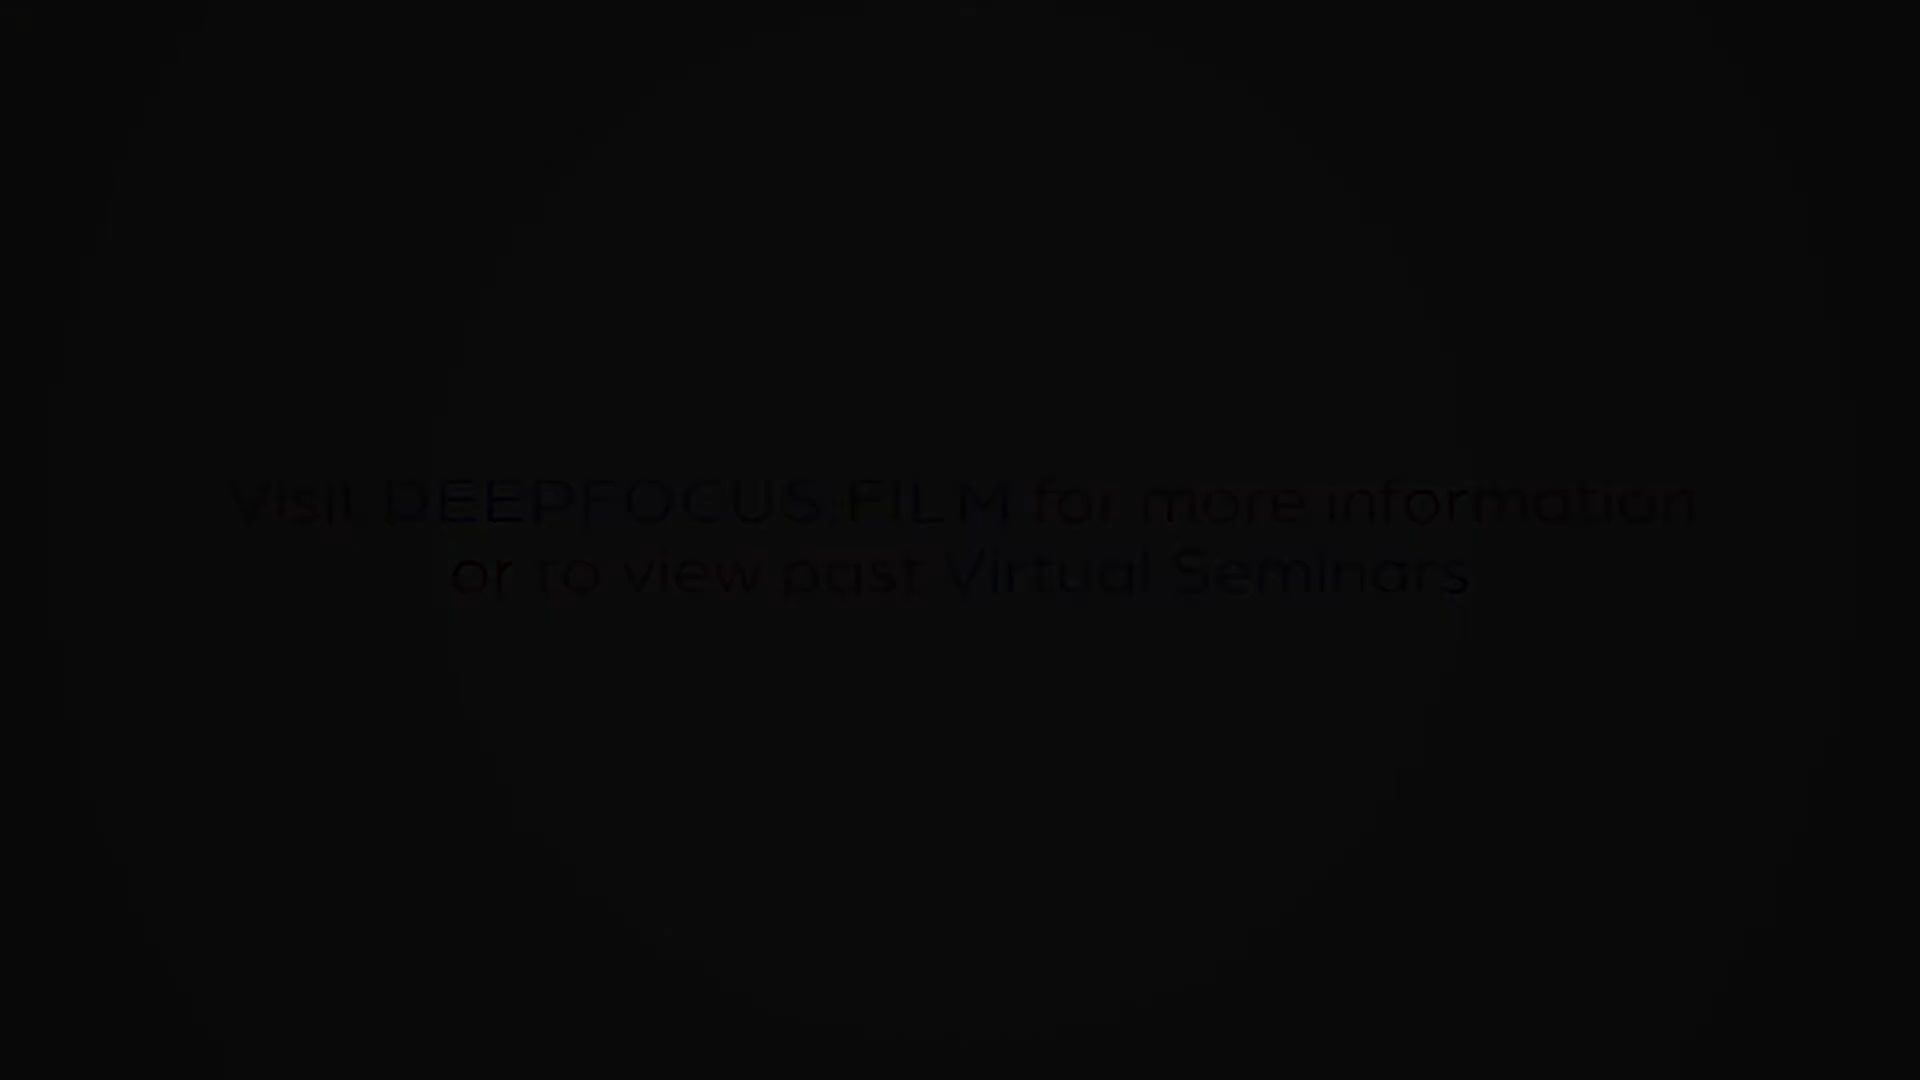 Visit DEEPFOCUS.FILM for more information
or to view past Virtual Seminars